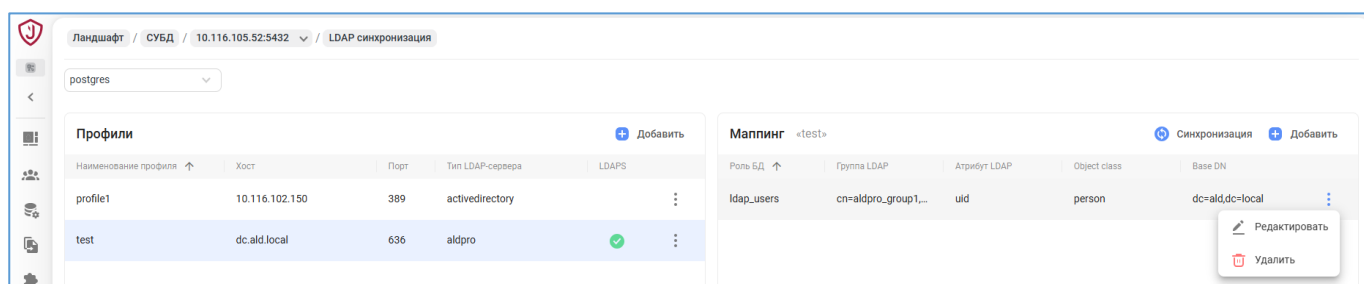 Ландшафт / СУБД / 10.116.105.52:5432 / LDAP синхронизация
postgres
Профили
Добавить
Наименование профиля Хост Порт Тип LDAP-сервера LDAPS
profile1 10.116.102.150 389 activedirectory
test dc.ald.local 636 aldpro
Маппинг «test»
Синхронизация Добавить
Роль БД Группа LDAP Атрибут LDAP Object class Base DN
ldap_users cn=aldpro_group1,... uid person dc=ald,dc=local
Редактировать
Удалить